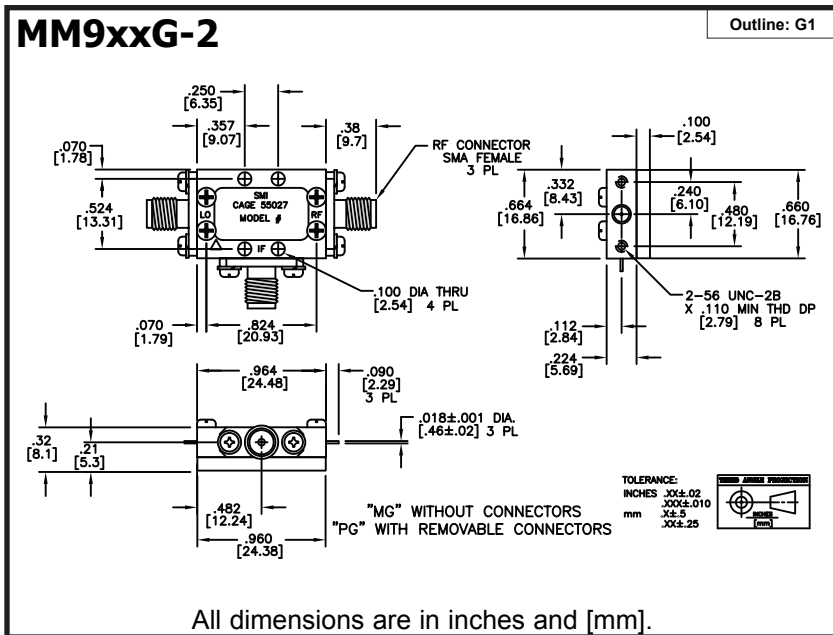 MM9xxG-2
Outline: G1
.250
[6.35]
.357
[9.07]
.38
[9.7]
.070
[1.78]
.524
[13.31]
RF CONNECTOR
SMA FEMALE
3 PL
SMI
CAGE 55027
MODEL #
LO
RF
IF
.100 DIA THRU
[2.54] 4 PL
.070
[1.79]
.824
[20.93]
.100
[2.54]
.332
[8.43]
.664
[16.86]
.240
[6.10]
.480
[12.19]
.660
[16.76]
2-56 UNC-2B
X .110 MIN THD DP
[2.79] 8 PL
.112
[2.84]
.224
[5.69]
.964
[24.48]
.090
[2.29]
3 PL
.018±.001 DIA.
[.46±.02] 3 PL
.32
[8.1]
.21
[5.3]
.482
[12.24]
.960
[24.38]
"MG" WITHOUT CONNECTORS
"PG" WITH REMOVABLE CONNECTORS
TOLERANCE:
INCHES .XX±.02
.XXX±.010
mm .X±.5
.XX±.25
THIRD ANGLE PROJECTION
INCHES
[mm]
All dimensions are in inches and [mm].